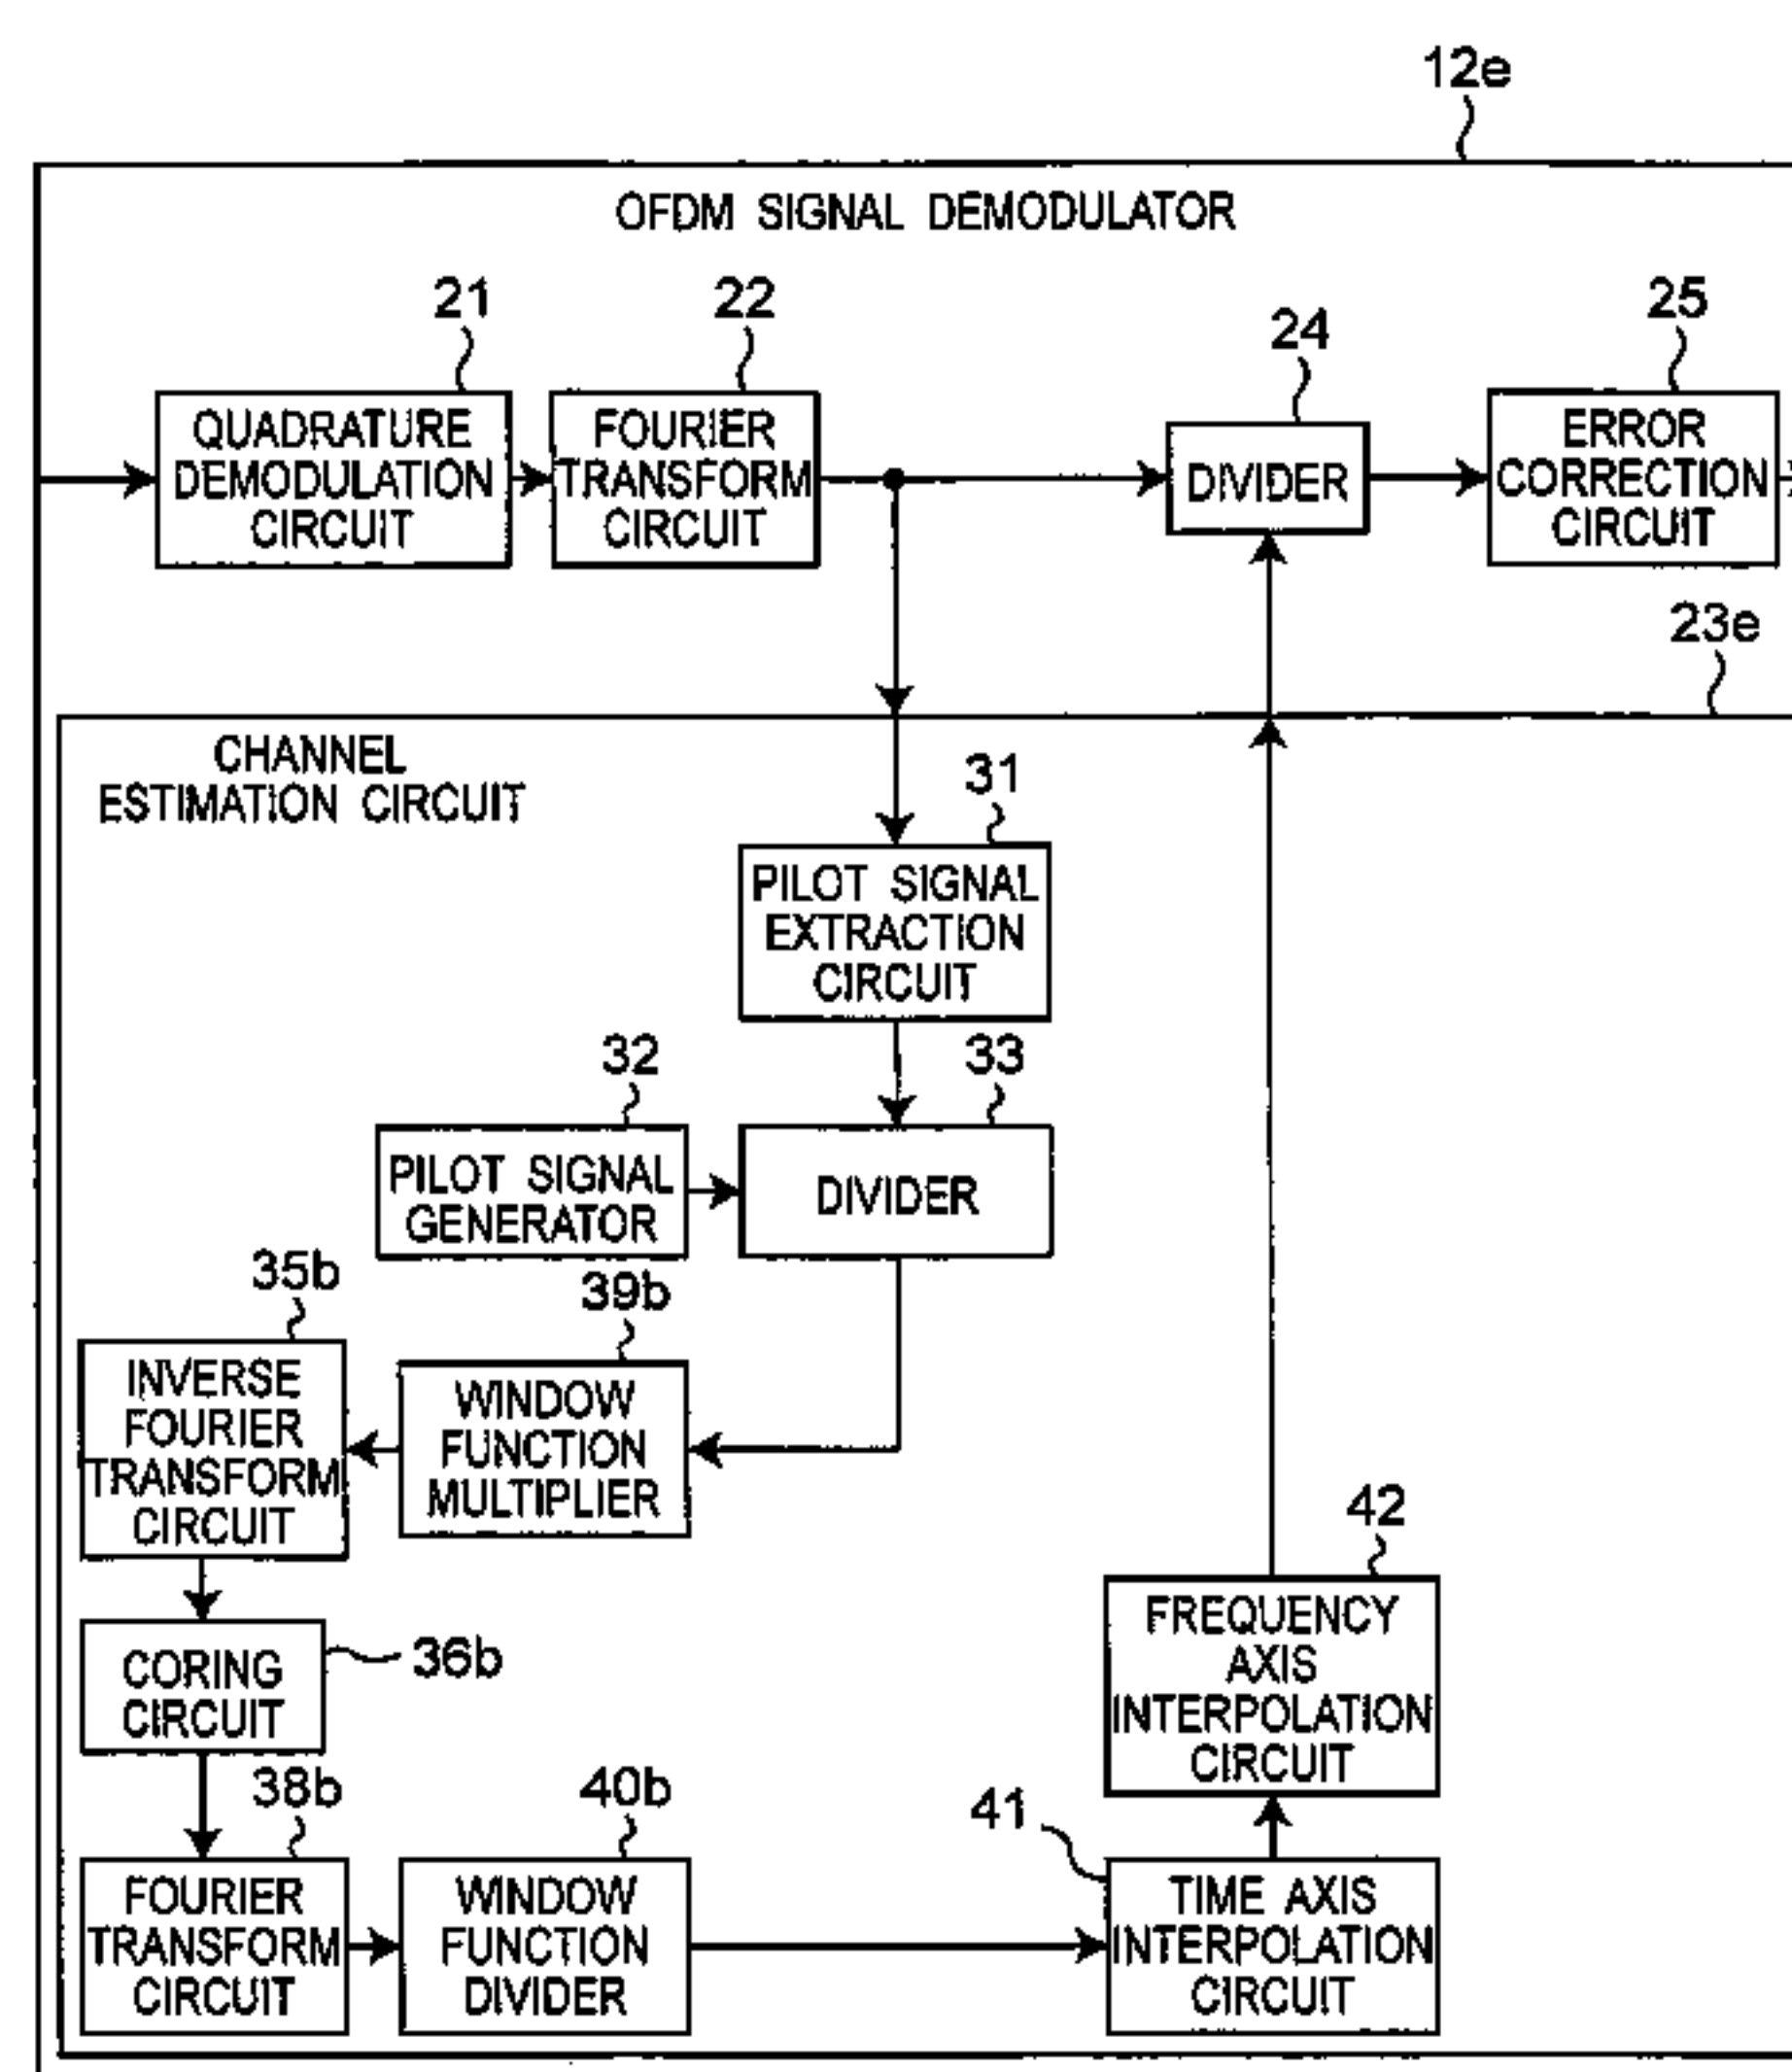 12e
OFDM SIGNAL DEMODULATOR
21
22
24
25
QUADRATURE
DEMODULATION
CIRCUIT
FOURIER
TRANSFORM
CIRCUIT
DIVIDER
ERROR
CORRECTION
CIRCUIT
23e
CHANNEL
ESTIMATION CIRCUIT
31
PILOT SIGNAL
EXTRACTION
CIRCUIT
32
33
PILOT SIGNAL
GENERATOR
DIVIDER
35b
39b
INVERSE
FOURIER
TRANSFORM
CIRCUIT
WINDOW
FUNCTION
MULTIPLIER
42
FREQUENCY
AXIS
INTERPOLATION
CIRCUIT
CORING
CIRCUIT
36b
38b
40b
41
FOURIER
TRANSFORM
CIRCUIT
WINDOW
FUNCTION
DIVIDER
TIME AXIS
INTERPOLATION
CIRCUIT